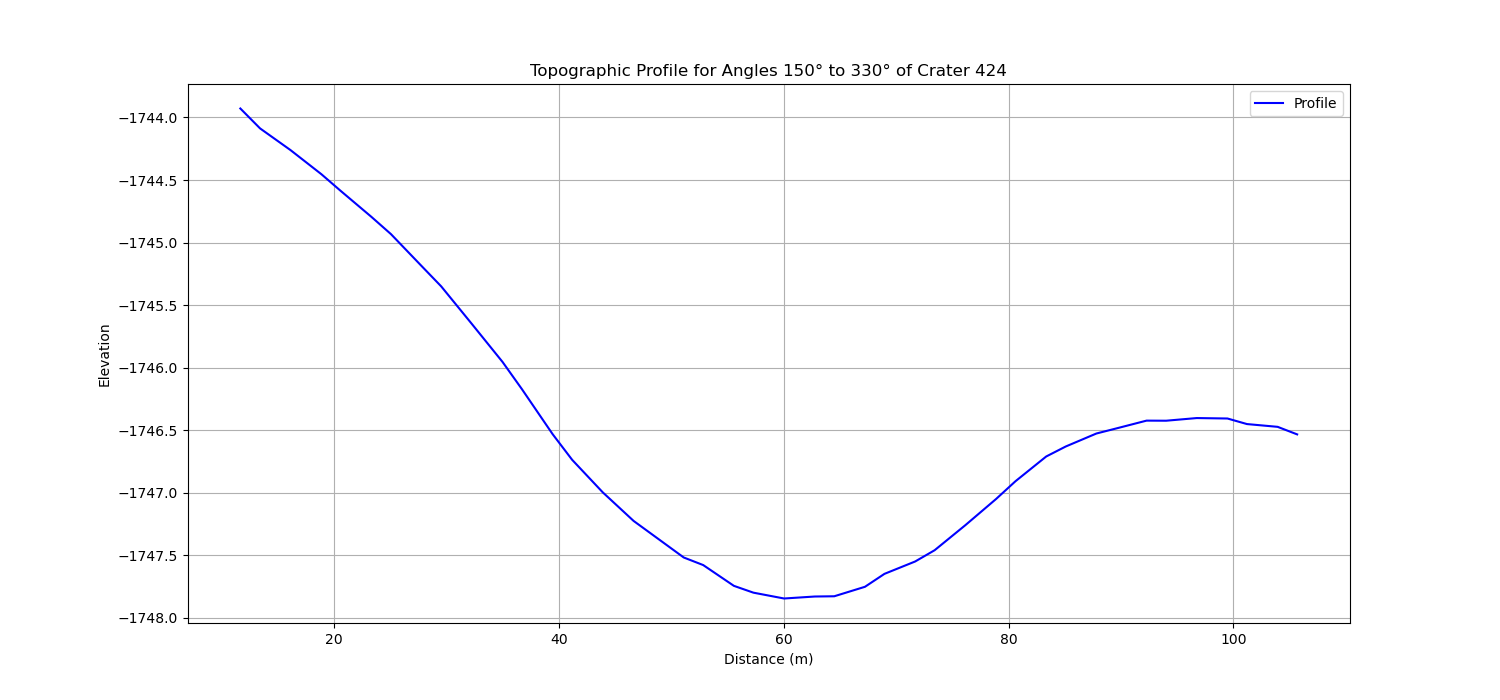 Topographic Profile for Angles 150° to 330° of Crater 424
Profile
−1744.0
−1744.5
−1745.0
−1745.5
−1746.0
−1746.5
−1747.0
−1747.5
−1748.0
Elevation
20 40 60 80 100
Distance (m)